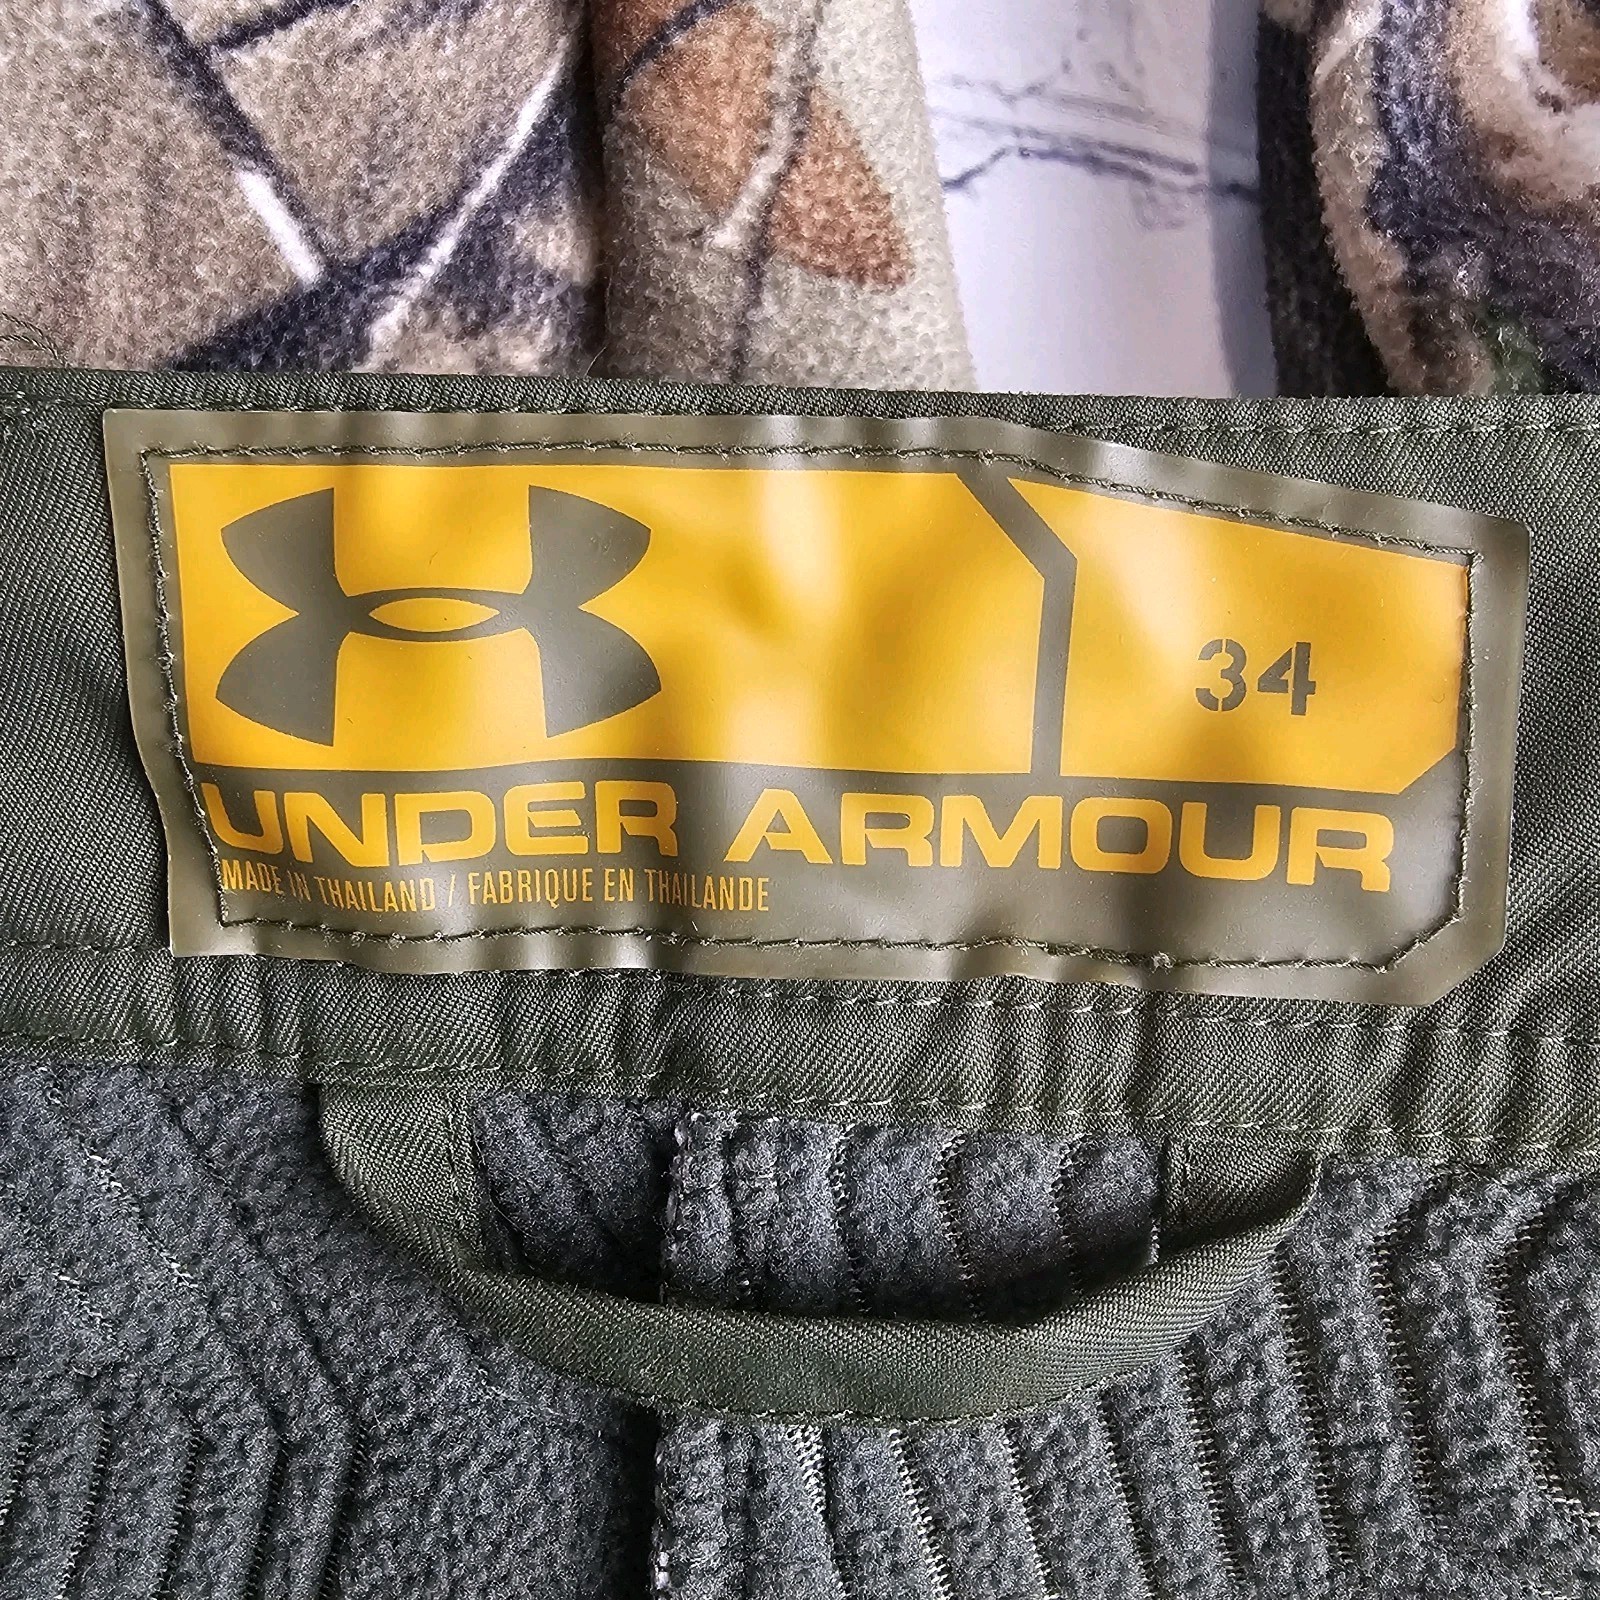 34
UNDER ARMOUR
MADE IN THAILAND / FABRIQUE EN THAILANDE